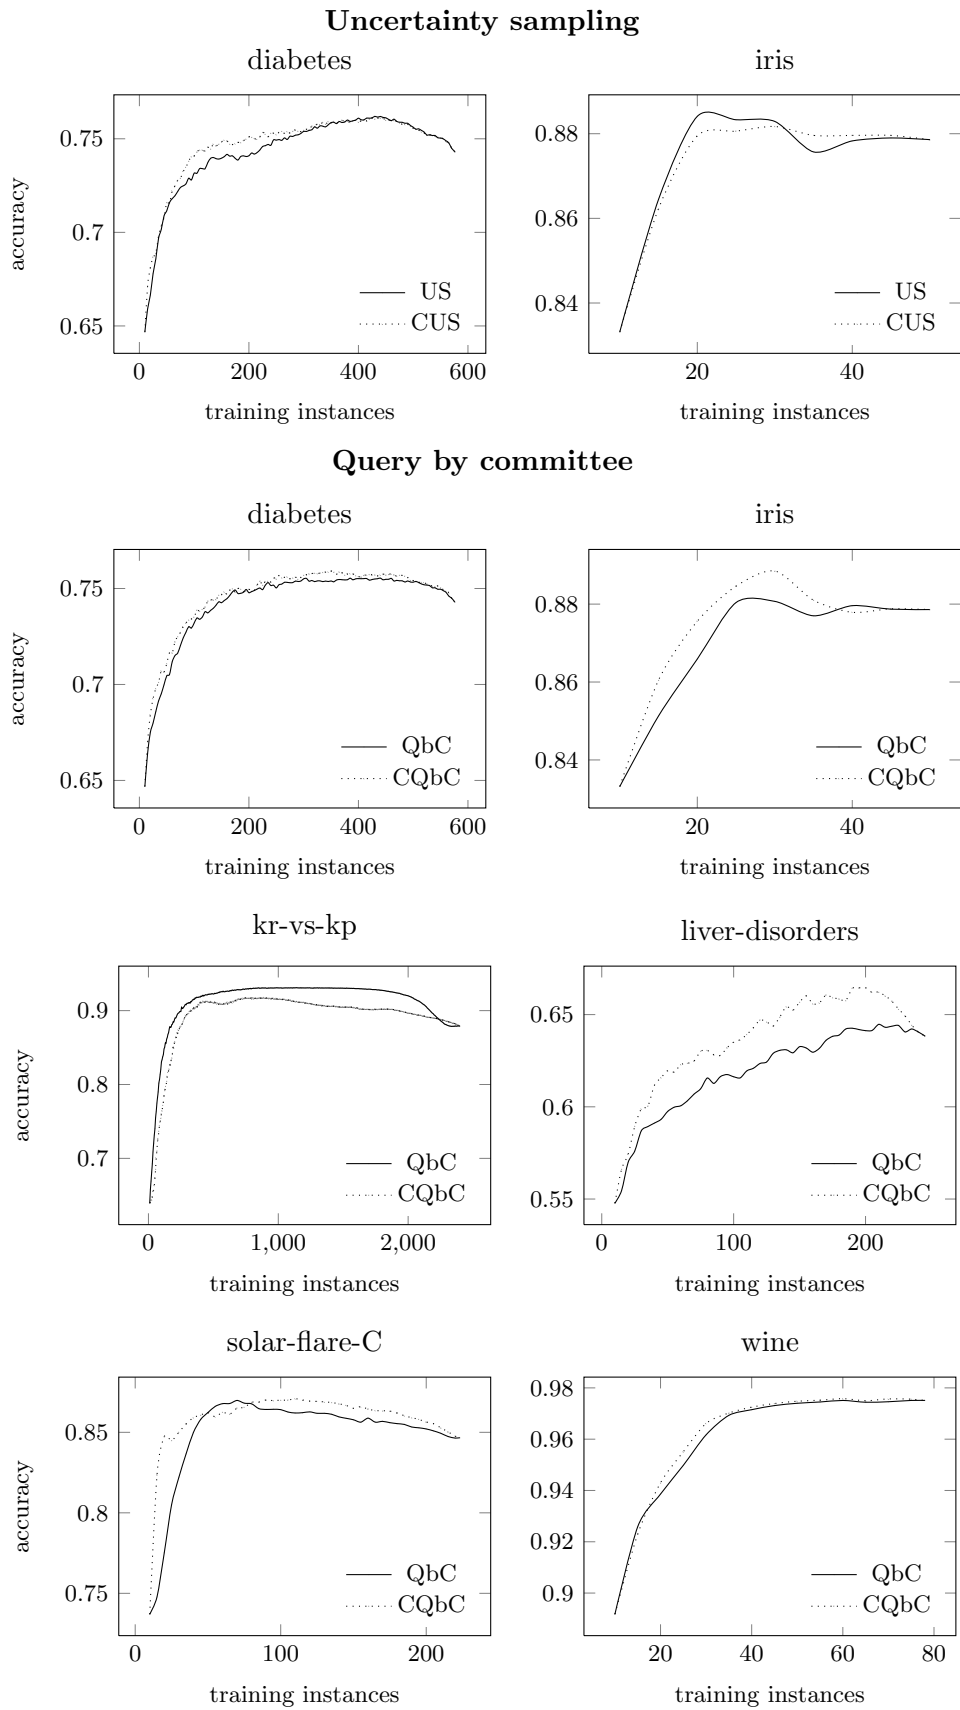 Uncertainty sampling
diabetes
iris
accuracy
0.75
0.7
0.65
US
CUS
0 200 400 600
training instances
0.88
0.86
0.84
US
CUS
20 40
training instances
Query by committee
diabetes
iris
accuracy
0.75
0.7
0.65
QbC
CQbC
0 200 400 600
training instances
0.88
0.86
0.84
QbC
CQbC
20 40
training instances
kr-vs-kp
liver-disorders
accuracy
0.9
0.8
0.7
QbC
CQbC
0 1,000 2,000
training instances
0.65
0.6
0.55
QbC
CQbC
0 100 200
training instances
solar-flare-C
wine
accuracy
0.85
0.8
0.75
QbC
CQbC
0 100 200
training instances
0.98
0.96
0.94
0.92
0.9
QbC
CQbC
20 40 60 80
training instances